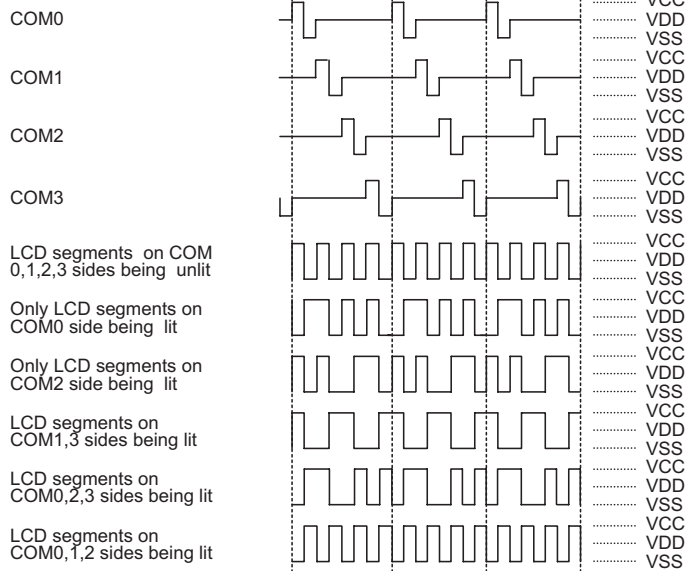 VCC
COM0
VDD
VSS
VCC
COM1
VDD
VSS
VCC
COM2
VDD
VSS
VCC
COM3
VDD
VSS
LCD segments on COM
0,1,2,3 sides being unlit
VCC
VDD
VSS
Only LCD segments on
COM0 side being lit
VCC
VDD
VSS
Only LCD segments on
COM2 side being lit
VCC
VDD
VSS
LCD segments on
COM1,3 sides being lit
VCC
VDD
VSS
LCD segments on
COM0,2,3 sides being lit
VCC
VDD
VSS
LCD segments on
COM0,1,2 sides being lit
VCC
VDD
VSS